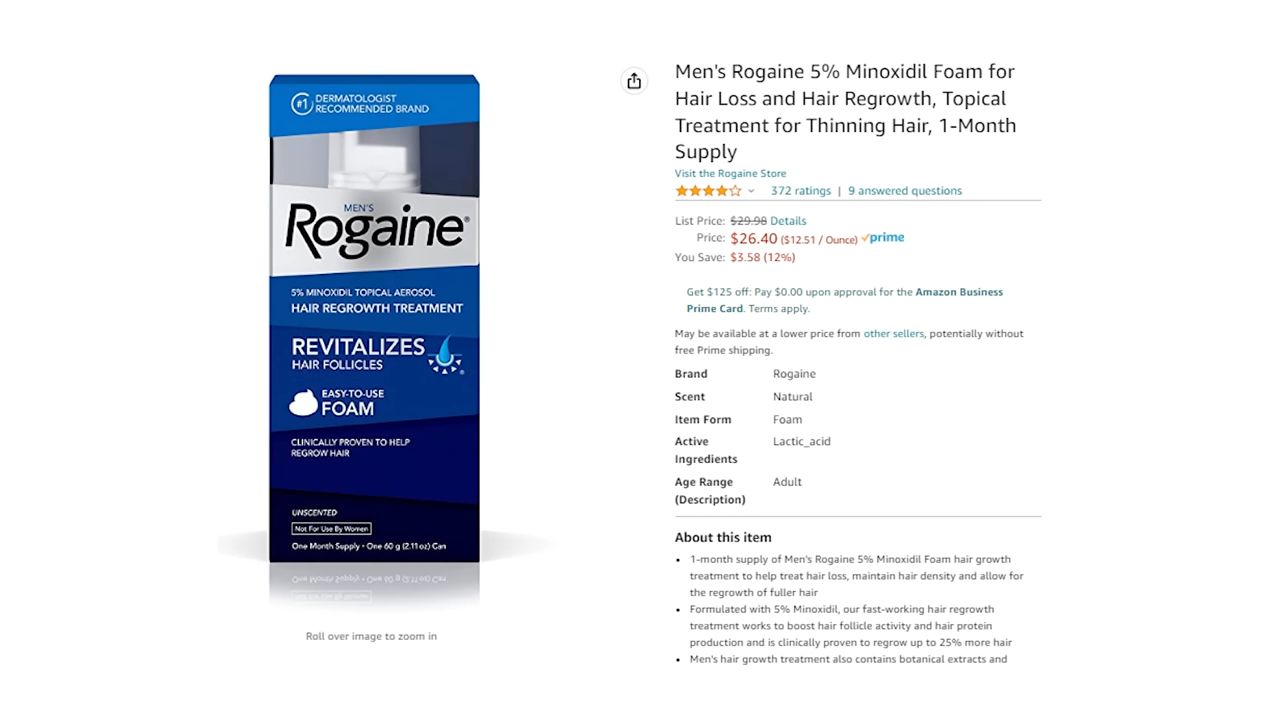 #1 DERMATOLOGIST
RECOMMENDED BRAND
MEN'S
Rogaine®
5% MINOXIDIL TOPICAL AEROSOL
HAIR REGROWTH TREATMENT
REVITALIZES
HAIR FOLLICLES
EASY-TO-USE
FOAM
CLINICALLY PROVEN TO HELP
REGROW HAIR
UNSCENTED
Not For Use By Women
One Month Supply • One 60 g (2.11 oz) Can
Roll over image to zoom in
Men's Rogaine 5% Minoxidil Foam for
Hair Loss and Hair Regrowth, Topical
Treatment for Thinning Hair, 1-Month
Supply
Visit the Rogaine Store
372 ratings | 9 answered questions
List Price: $29.98 Details
Price: $26.40 ($12.51 / Ounce) prime
You Save: $3.58 (12%)
Get $125 off: Pay $0.00 upon approval for the Amazon Business
Prime Card. Terms apply.
May be available at a lower price from other sellers, potentially without
free Prime shipping.
Brand Rogaine
Scent Natural
Item Form Foam
Active Lactic_acid
Ingredients
Age Range Adult
(Description)
About this item
• 1-month supply of Men's Rogaine 5% Minoxidil Foam hair growth
treatment to help treat hair loss, maintain hair density and allow for
the regrowth of fuller hair
• Formulated with 5% Minoxidil, our fast-working hair regrowth
treatment works to boost hair follicle activity and hair protein
production and is clinically proven to regrow up to 25% more hair
• Men's hair growth treatment also contains botanical extracts and